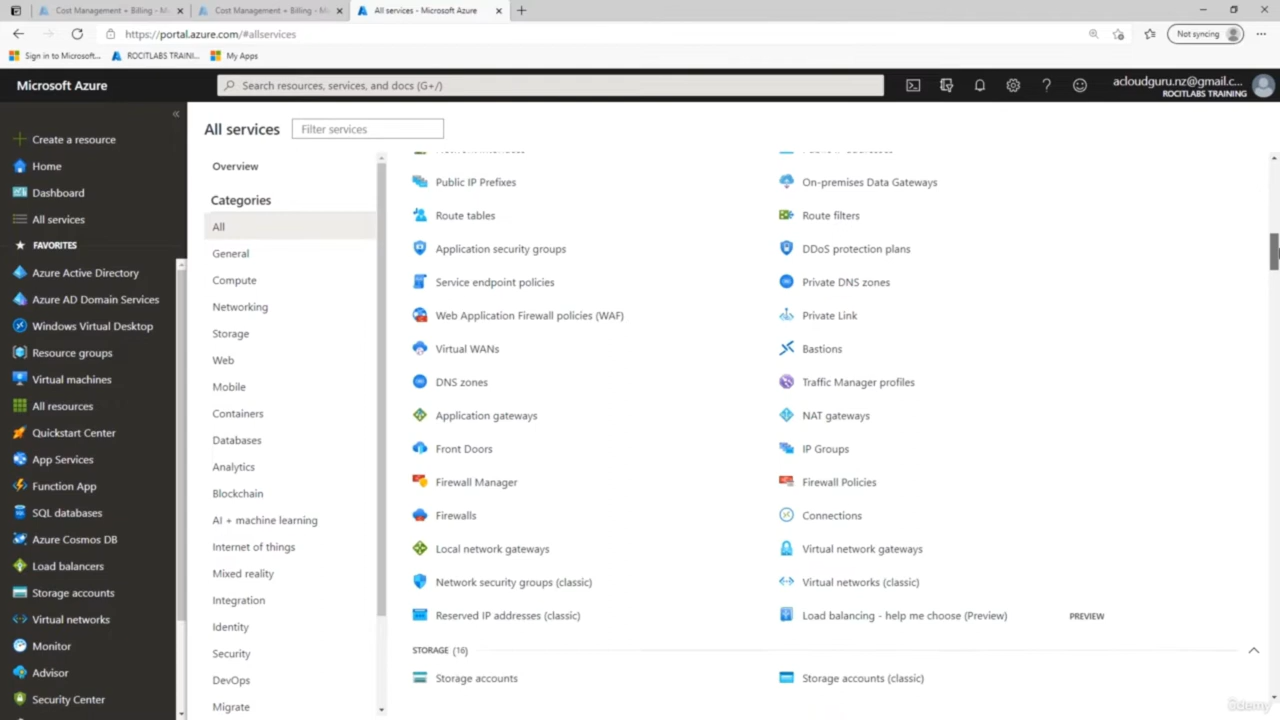 Cost Management + Billing - M...
Cost Management + Billing - M...
All services - Microsoft Azure
https://portal.azure.com/#allservices
Not syncing
Sign in to Microsoft...
ROCITLABS TRAINI...
My Apps
Microsoft Azure
Search resources, services, and docs (G+/)
acloudguru.nz@gmail.c...
ROCITLABS TRAINING
Create a resource
Home
Dashboard
All services
FAVORITES
Azure Active Directory
Azure AD Domain Services
Windows Virtual Desktop
Resource groups
Virtual machines
All resources
Quickstart Center
App Services
Function App
SQL databases
Azure Cosmos DB
Load balancers
Storage accounts
Virtual networks
Monitor
Advisor
Security Center
All services
Filter services
Overview
Categories
All
General
Compute
Networking
Storage
Web
Mobile
Containers
Databases
Analytics
Blockchain
AI + machine learning
Internet of things
Mixed reality
Integration
Identity
Security
DevOps
Migrate
Public IP Prefixes
On-premises Data Gateways
Route tables
Route filters
Application security groups
DDoS protection plans
Service endpoint policies
Private DNS zones
Web Application Firewall policies (WAF)
Private Link
Virtual WANs
Bastions
DNS zones
Traffic Manager profiles
Application gateways
NAT gateways
Front Doors
IP Groups
Firewall Manager
Firewall Policies
Firewalls
Connections
Local network gateways
Virtual network gateways
Network security groups (classic)
Virtual networks (classic)
Reserved IP addresses (classic)
Load balancing - help me choose (Preview)
PREVIEW
STORAGE (16)
Storage accounts
Storage accounts (classic)
Udemy